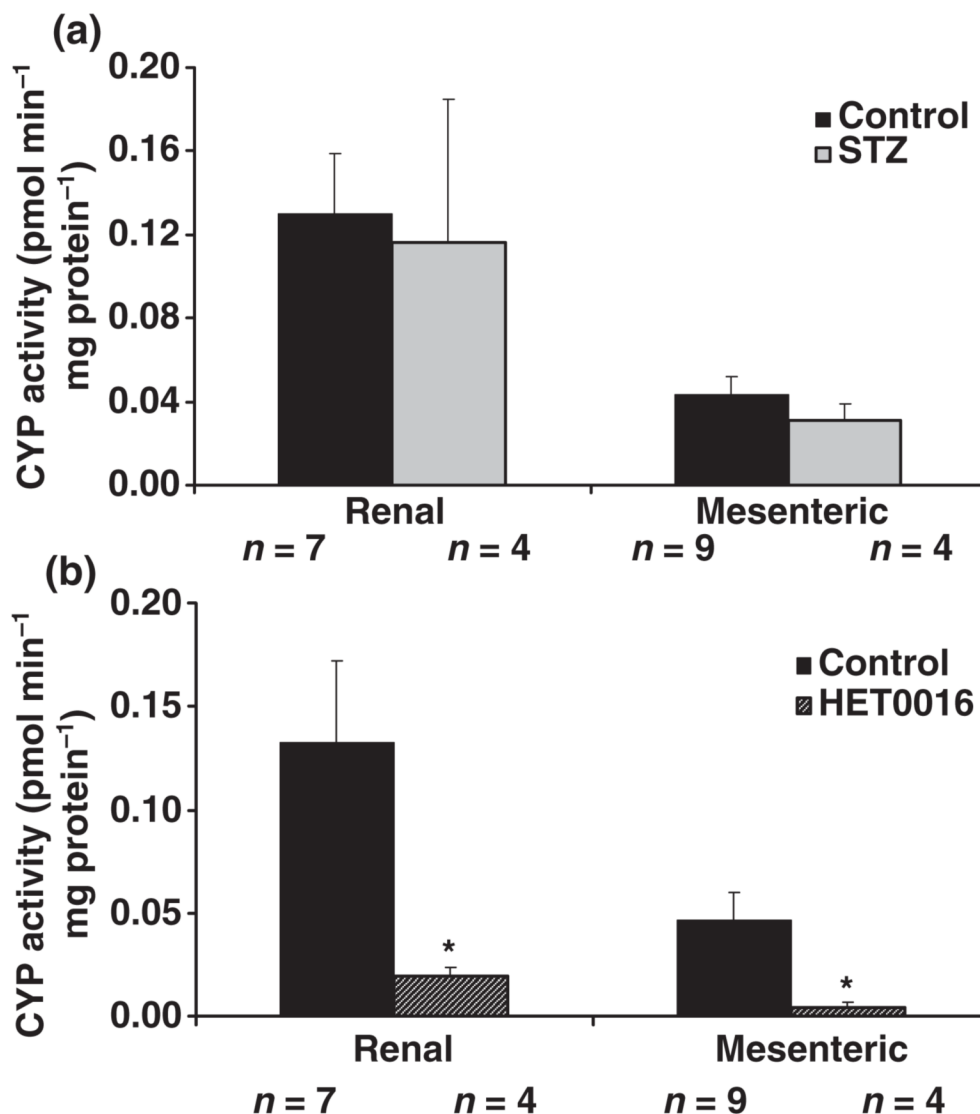 (a)
CYP activity (pmol min⁻¹
mg protein⁻¹)
0.20
0.16
0.12
0.08
0.04
0.00
Control
STZ
Renal
Mesenteric
n = 7
n = 4
n = 9
n = 4
(b)
CYP activity (pmol min⁻¹
mg protein⁻¹)
0.20
0.15
0.10
0.05
0.00
Control
HET0016
*
*
Renal
Mesenteric
n = 7
n = 4
n = 9
n = 4